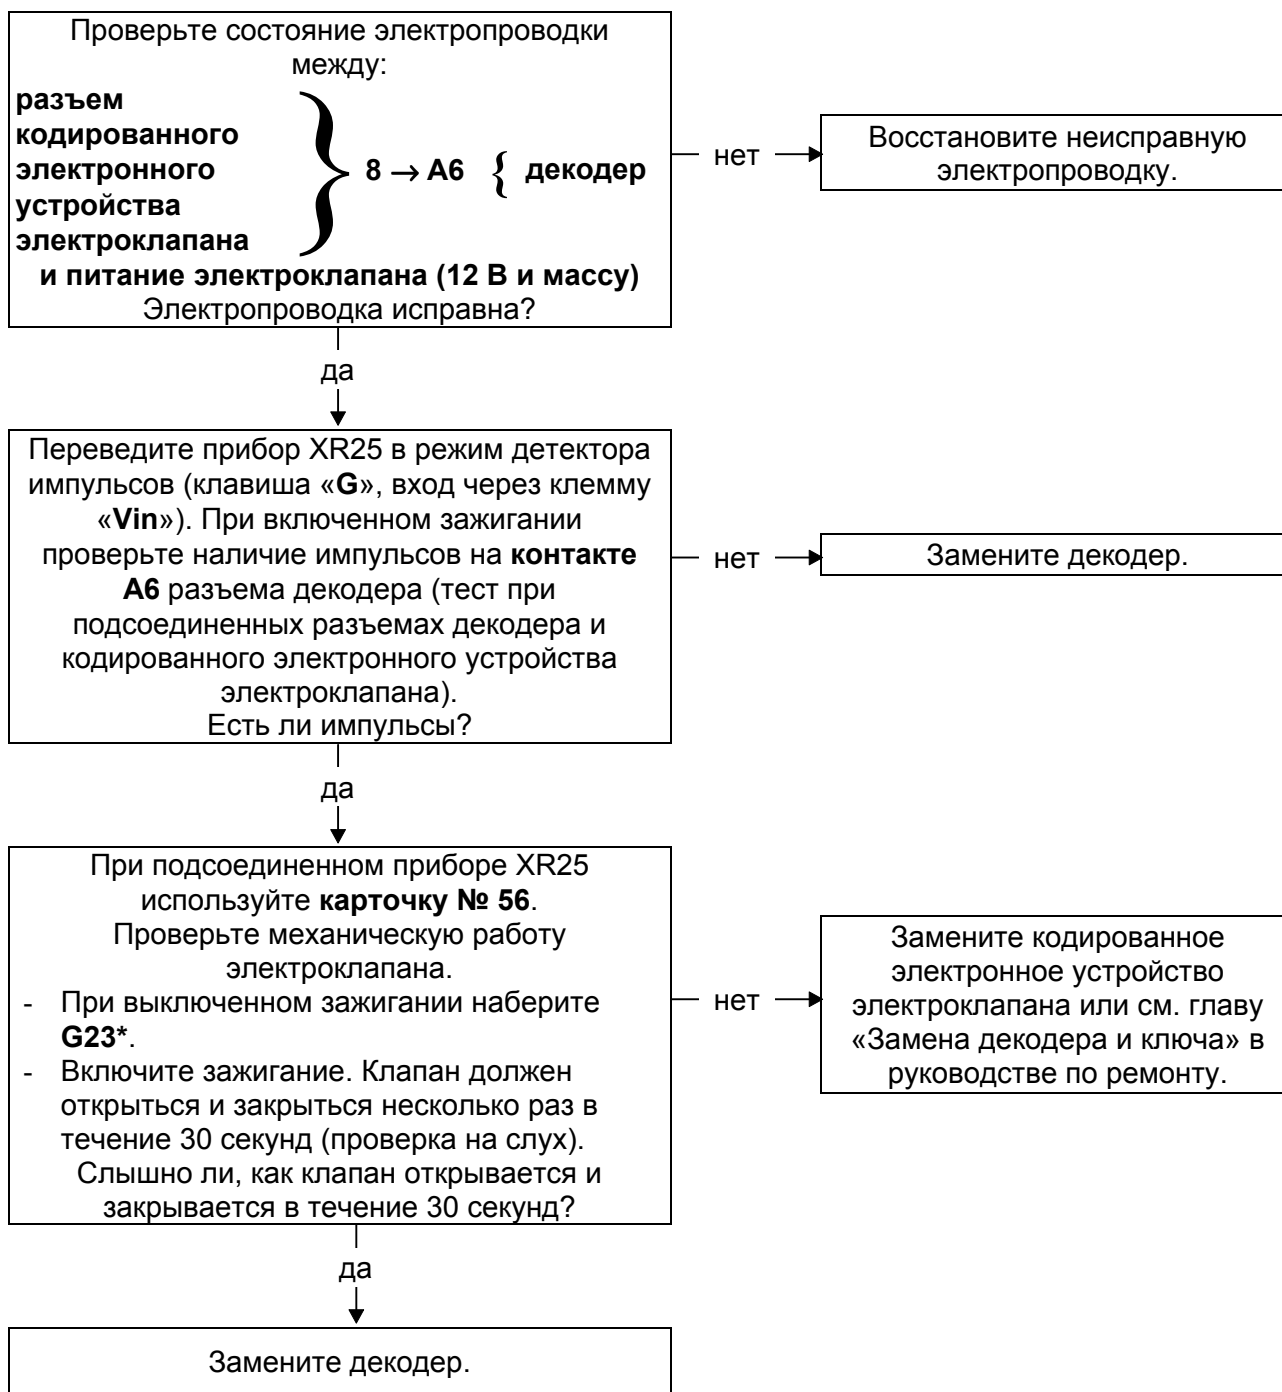 Проверьте состояние электропроводки
между:
разъем
кодированного
электронного
устройства
электроклапана
8 → A6 { декодер
и питание электроклапана (12 В и массу)
Электропроводка исправна?
нет
Восстановите неисправную
электропроводку.
да
Переведите прибор XR25 в режим детектора
импульсов (клавиша «G», вход через клемму
«Vin»). При включенном зажигании
проверьте наличие импульсов на контакте
A6 разъема декодера (тест при
подсоединенных разъемах декодера и
кодированного электронного устройства
электроклапана).
Есть ли импульсы?
нет
Замените декодер.
да
При подсоединенном приборе XR25
используйте карточку № 56.
Проверьте механическую работу
электроклапана.
- При выключенном зажигании наберите
G23*.
- Включите зажигание. Клапан должен
открыться и закрыться несколько раз в
течение 30 секунд (проверка на слух).
Слышно ли, как клапан открывается и
закрывается в течение 30 секунд?
нет
Замените кодированное
электронное устройство
электроклапана или см. главу
«Замена декодера и ключа» в
руководстве по ремонту.
да
Замените декодер.